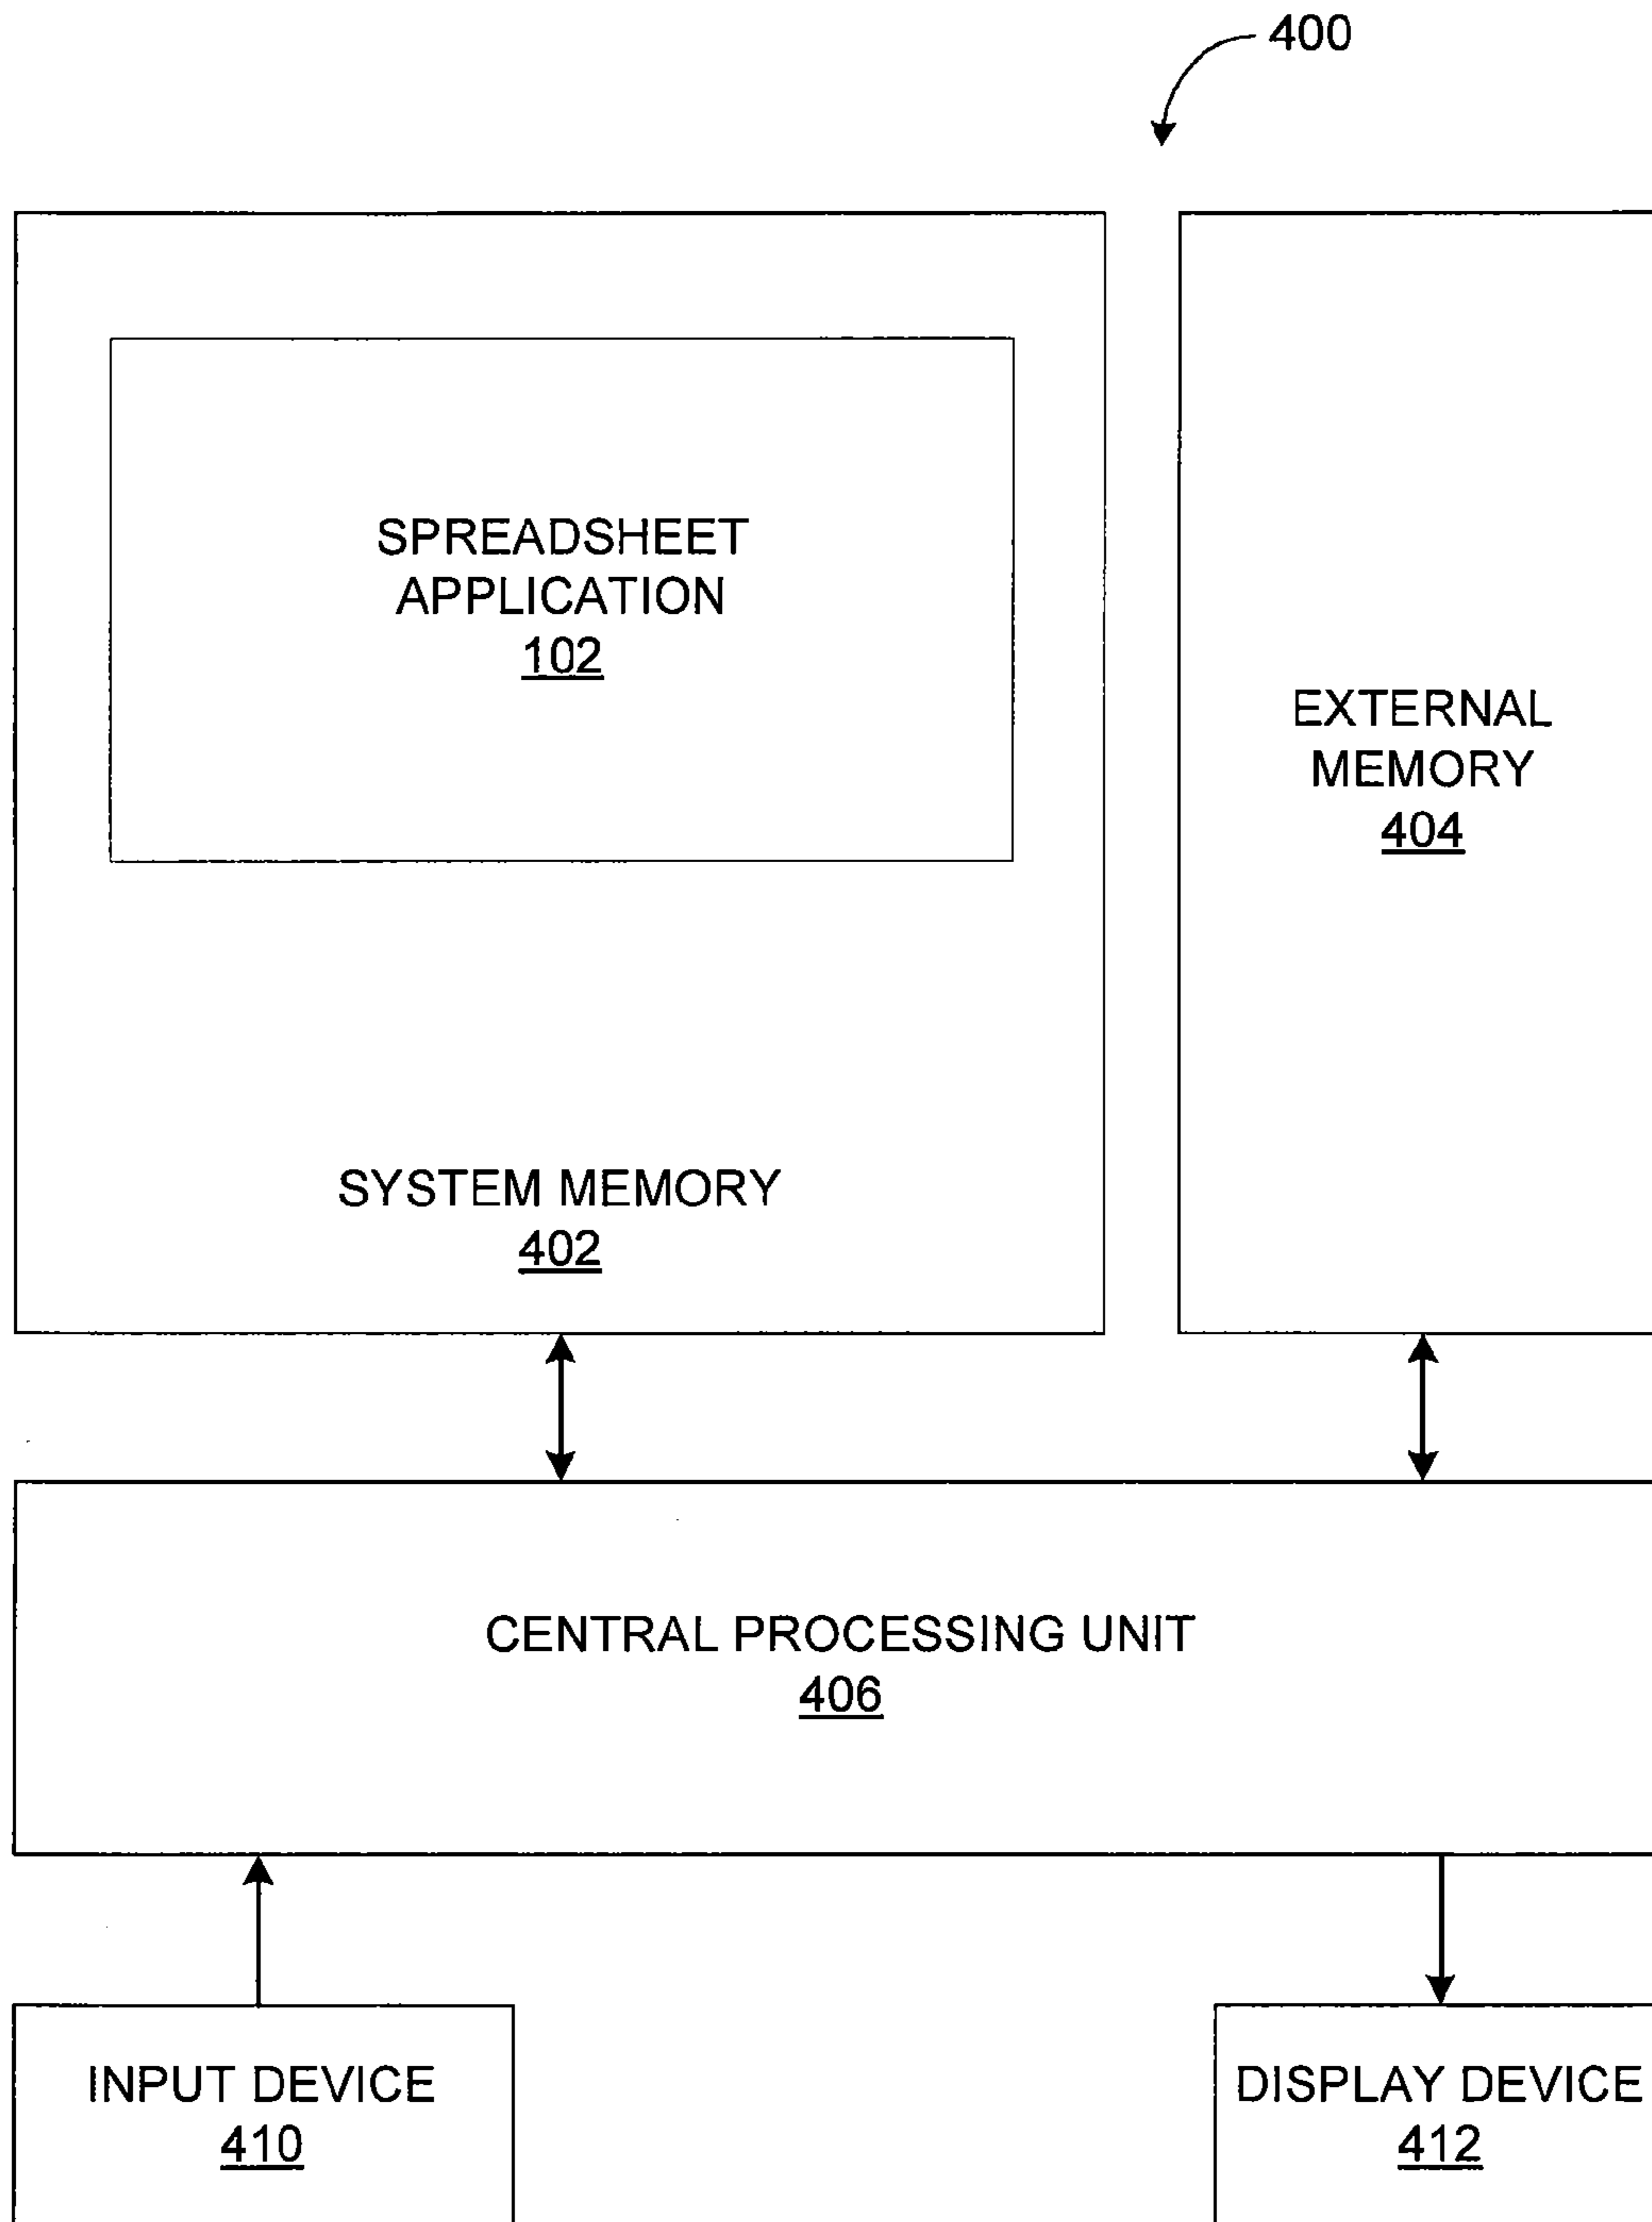 400
SPREADSHEET
APPLICATION
102
EXTERNAL
MEMORY
404
SYSTEM MEMORY
402
CENTRAL PROCESSING UNIT
406
INPUT DEVICE
410
DISPLAY DEVICE
412